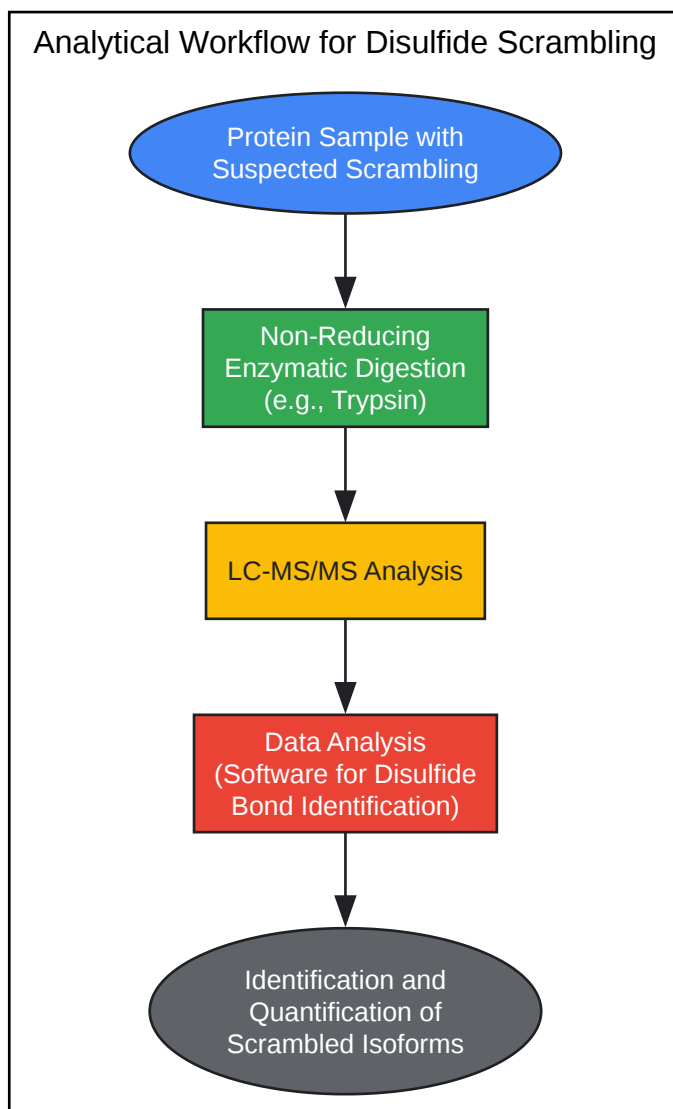 Analytical Workflow for Disulfide Scrambling
Protein Sample with
Suspected Scrambling
Non-Reducing
Enzymatic Digestion
(e.g., Trypsin)
LC-MS/MS Analysis
Data Analysis
(Software for Disulfide
Bond Identification)
Identification and
Quantification of
Scrambled Isoforms